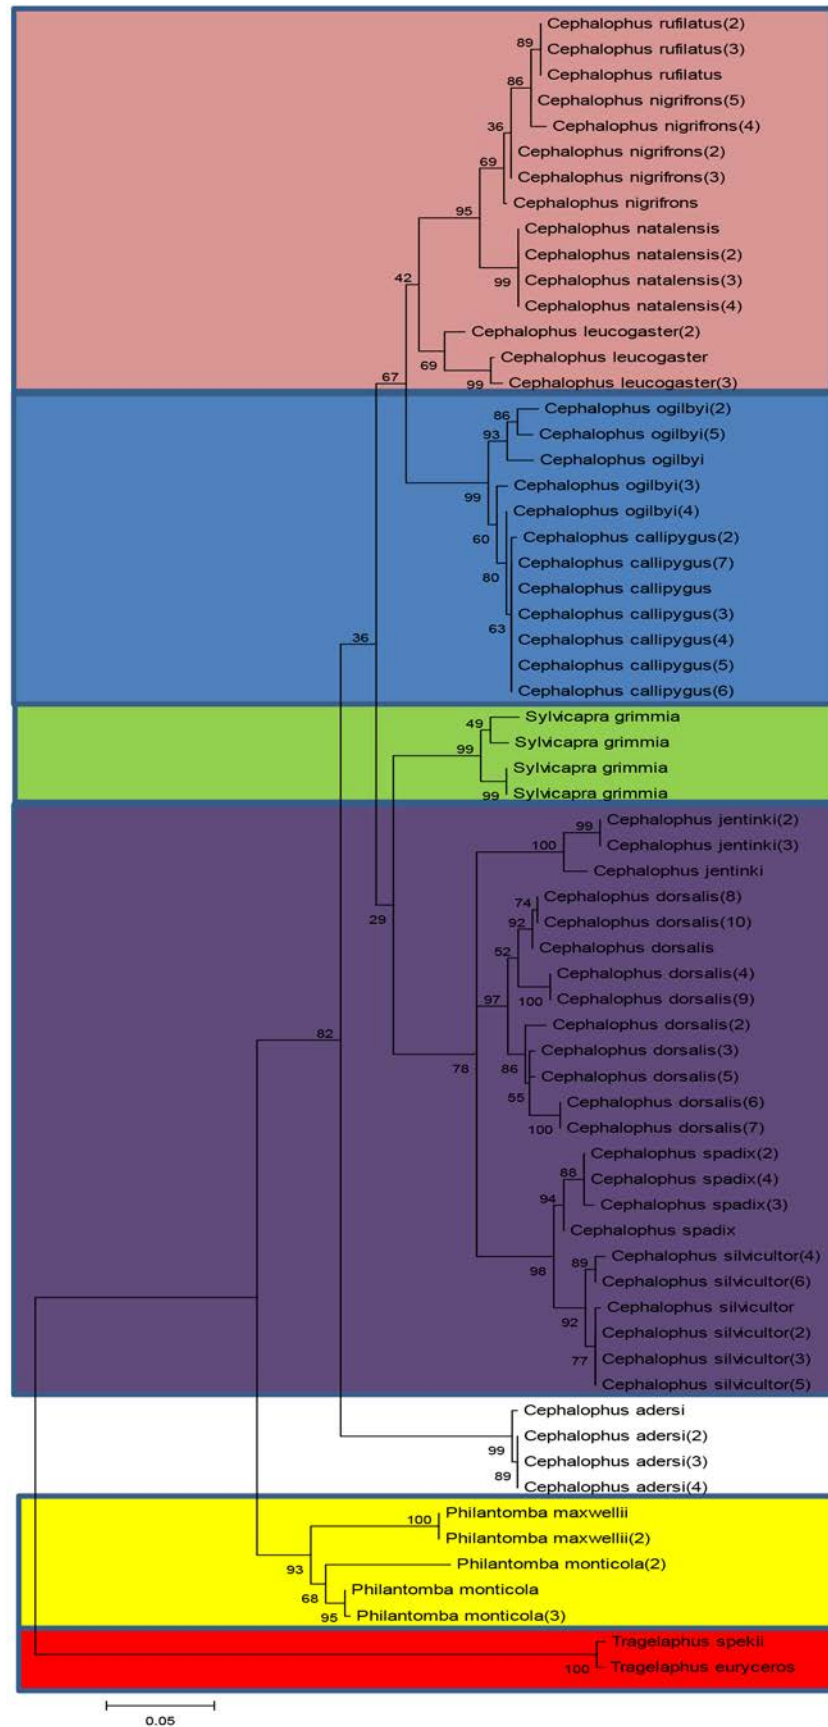 Cephalophus rufilatus(2)
89
Cephalophus rufilatus(3)
Cephalophus rufilatus
86
Cephalophus nigrifrons(5)
36
Cephalophus nigrifrons(4)
Cephalophus nigrifrons(2)
69
Cephalophus nigrifrons(3)
Cephalophus nigrifrons
95
Cephalophus natalensis
Cephalophus natalensis(2)
42
99
Cephalophus natalensis(3)
Cephalophus natalensis(4)
Cephalophus leucogaster(2)
69
Cephalophus leucogaster
67
99
Cephalophus leucogaster(3)
86
Cephalophus ogilbyi(2)
93
Cephalophus ogilbyi(5)
Cephalophus ogilbyi
99
Cephalophus ogilbyi(3)
Cephalophus ogilbyi(4)
60
Cephalophus callipygus(2)
80
Cephalophus callipygus(7)
Cephalophus callipygus
Cephalophus callipygus(3)
63
36
Cephalophus callipygus(4)
Cephalophus callipygus(5)
Cephalophus callipygus(6)
49
Sylvicapra grimmia
99
Sylvicapra grimmia
Sylvicapra grimmia
99
Sylvicapra grimmia
99
Cephalophus jentinki(2)
100
Cephalophus jentinki(3)
Cephalophus jentinki
74
Cephalophus dorsalis(8)
29
92
Cephalophus dorsalis(10)
52
Cephalophus dorsalis
Cephalophus dorsalis(4)
97
100
Cephalophus dorsalis(9)
82
Cephalophus dorsalis(2)
Cephalophus dorsalis(3)
78
86
Cephalophus dorsalis(5)
55
Cephalophus dorsalis(6)
100
Cephalophus dorsalis(7)
Cephalophus spadix(2)
88
Cephalophus spadix(4)
94
Cephalophus spadix(3)
Cephalophus spadix
Cephalophus silvicultor(4)
98
89
Cephalophus silvicultor(6)
Cephalophus silvicultor
92
Cephalophus silvicultor(2)
77
Cephalophus silvicultor(3)
Cephalophus silvicultor(5)
Cephalophus adersi
Cephalophus adersi(2)
99
Cephalophus adersi(3)
89
Cephalophus adersi(4)
Philantomba maxwellii
100
Philantomba maxwellii(2)
93
Philantomba monticola(2)
68
Philantomba monticola
95
Philantomba monticola(3)
Tragelaphus spekii
100
Tragelaphus euryceros
0.05